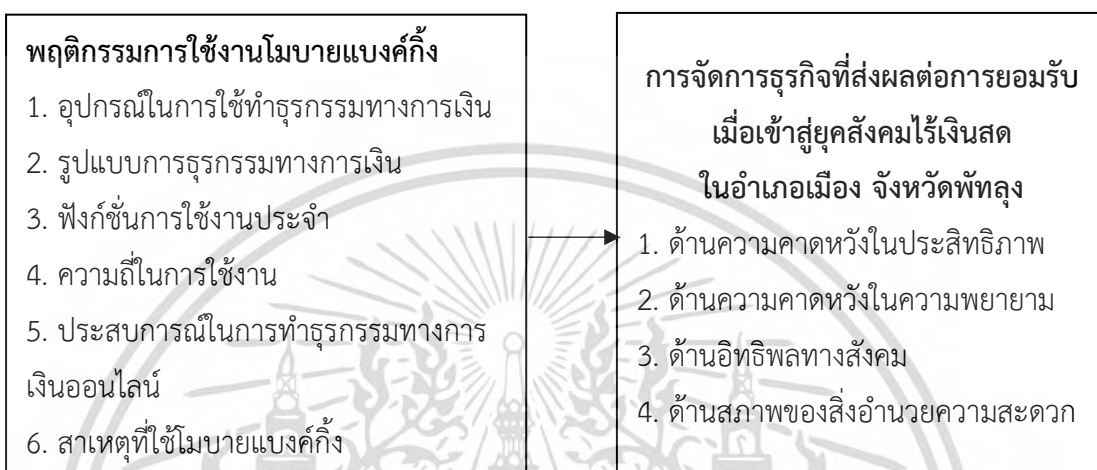 พฤติกรรมการใช้งานโมบายแบงค์กิ้ง
1. อุปกรณ์ในการใช้ทำธุรกรรมทางการเงิน
2. รูปแบบการธุรกรรมทางการเงิน
3. ฟังก์ชั่นการใช้งานประจำ
4. ความถี่ในการใช้งาน
5. ประสบการณ์ในการทำธุรกรรมทางการ
เงินออนไลน์
6. สาเหตุที่ใช้โมบายแบงค์กิ้ง
การจัดการธุรกิจที่ส่งผลต่อการยอมรับ
เมื่อเข้าสู่ยุคสังคมไร้เงินสด
ในอำเภอเมือง จังหวัดพัทลุง
1. ด้านความคาดหวังในประสิทธิภาพ
2. ด้านความคาดหวังในความพยายาม
3. ด้านอิทธิพลทางสังคม
4. ด้านสภาพของสิ่งอำนวยความสะดวก